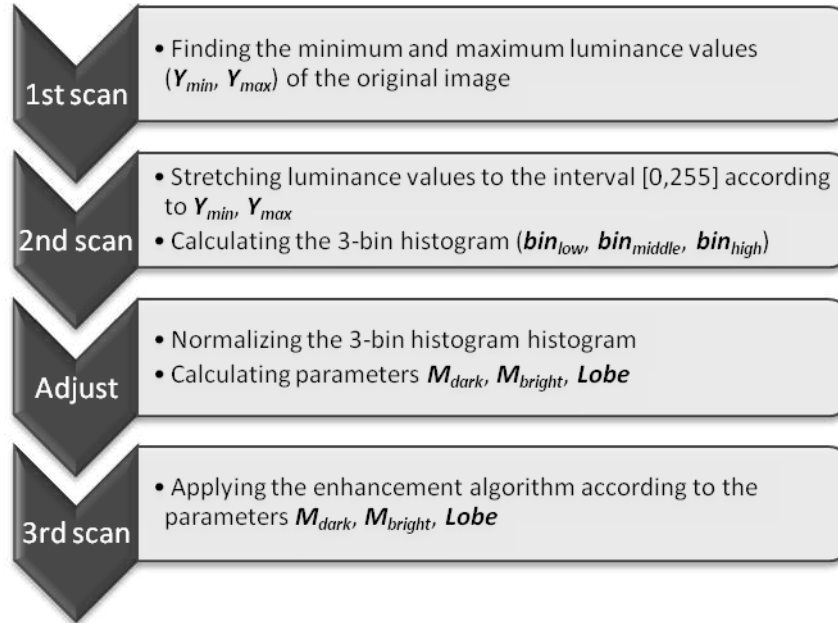 1st scan
• Finding the minimum and maximum luminance values
(Ymin, Ymax) of the original image
2nd scan
• Stretching luminance values to the interval [0,255] according
to Ymin, Ymax
• Calculating the 3-bin histogram (binlow, binmiddle, binhigh)
Adjust
• Normalizing the 3-bin histogram histogram
• Calculating parameters Mdark, Mbright, Lobe
3rd scan
• Applying the enhancement algorithm according to the
parameters Mdark, Mbright, Lobe